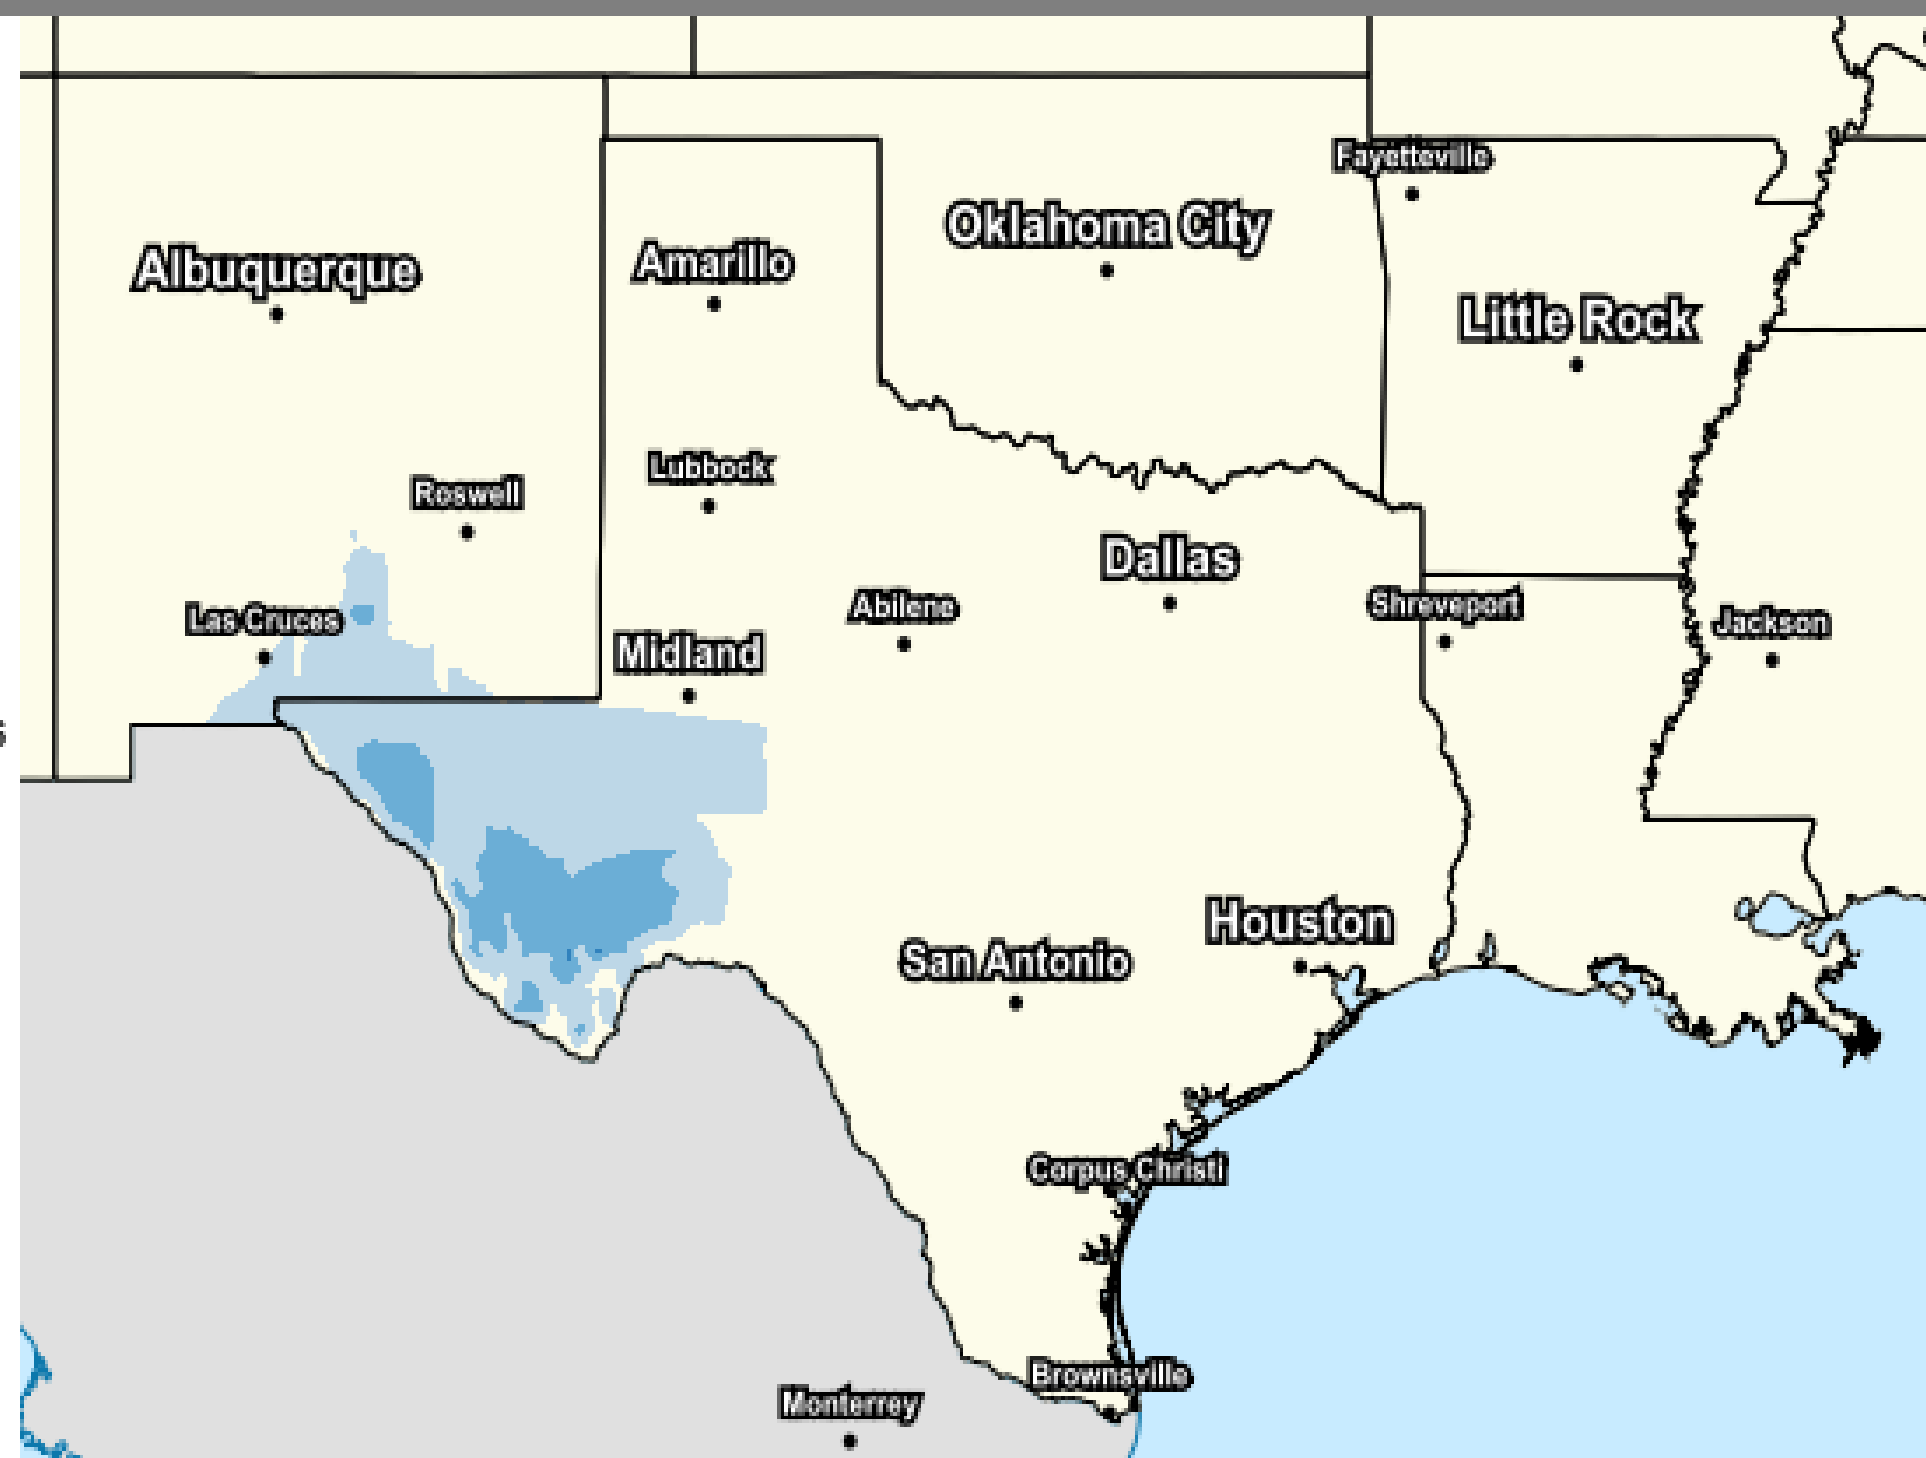 Fayetteville
Oklahoma City
Albuquerque
Amarillo
Little Rock
Lubbock
Roswell
Dallas
Las Cruces
Abilene
Shreveport
Jackson
Midland
s
Houston
San Antonio
Corpus Christi
Brownsville
Monterrey